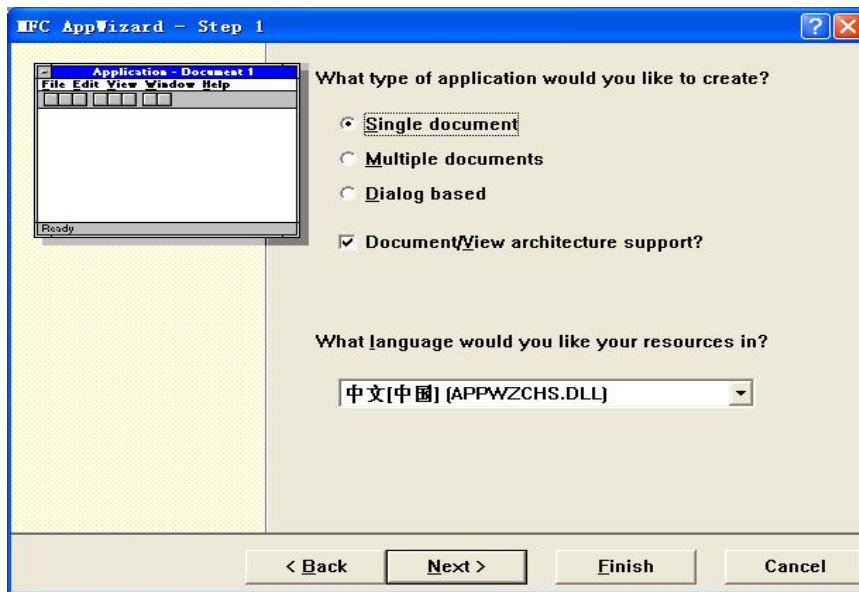 MFC AppWizard - Step 1
Application - Document 1
File Edit View Window Help
Ready
What type of application would you like to create?
Single document
Multiple documents
Dialog based
Document/View architecture support?
What language would you like your resources in?
中文[中国] (APPWZCHS.DLL)
< Back Next > Finish Cancel